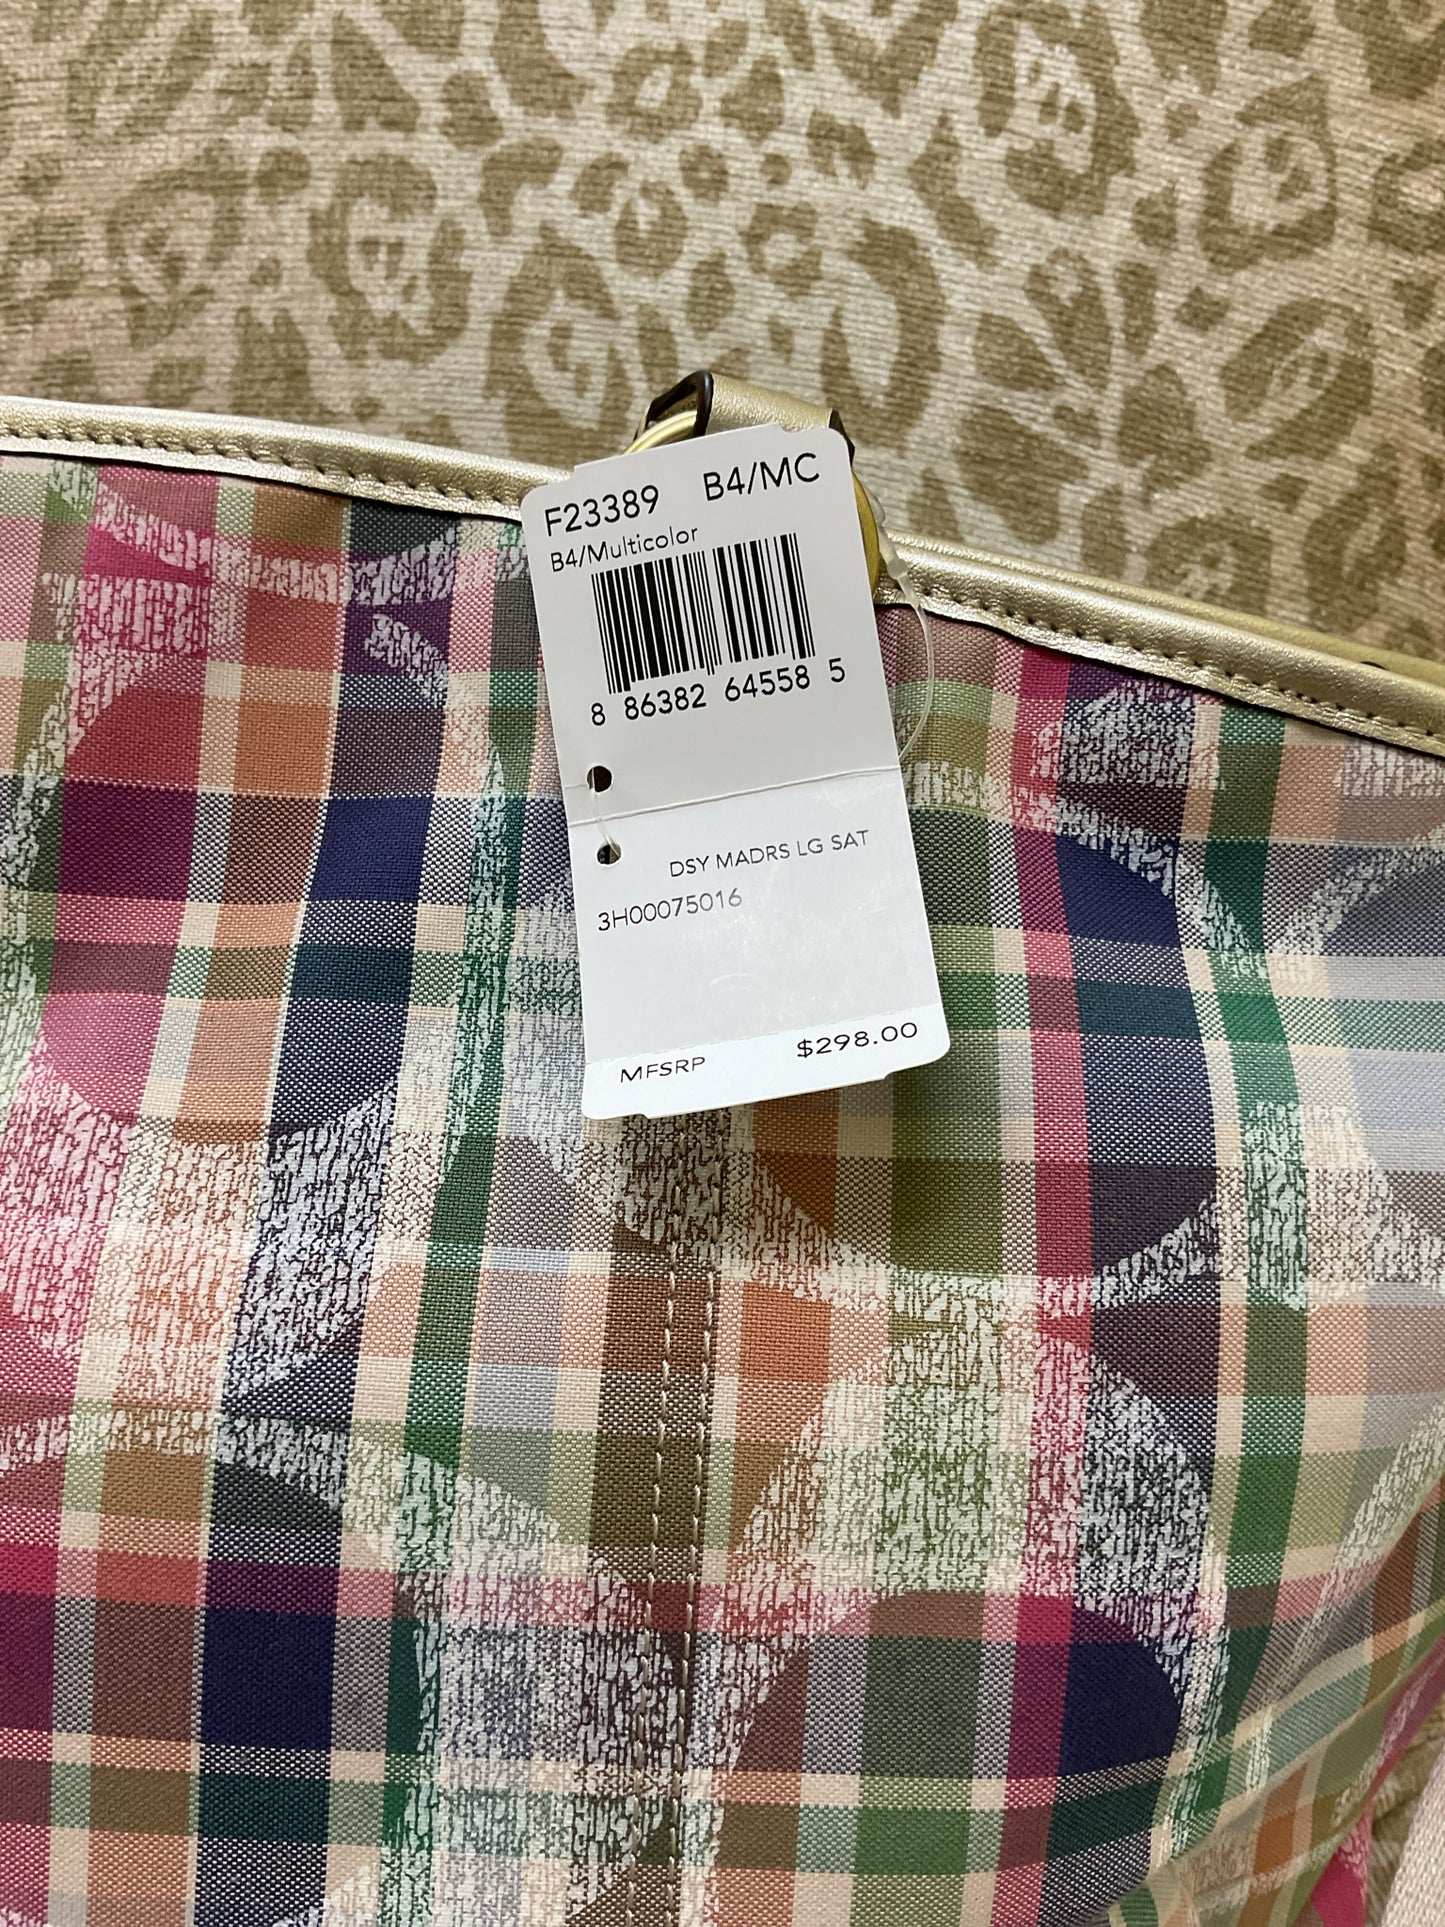 F23389 B4/MC
B4/Multicolor
8 86382 64558 5
DSY MADRS LG SAT
3H00075016
MFSRP $298.00